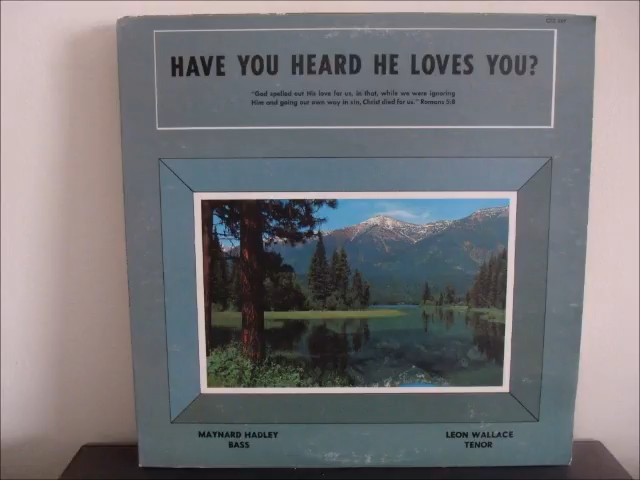 HAVE YOU HEARD HE LOVES YOU?
"God spelled out His love for us, in that, while we were ignoring
Him and going our own way in sin, Christ died for us." Romans 5:8
MAYNARD HADLEY
BASS
LEON WALLACE
TENOR